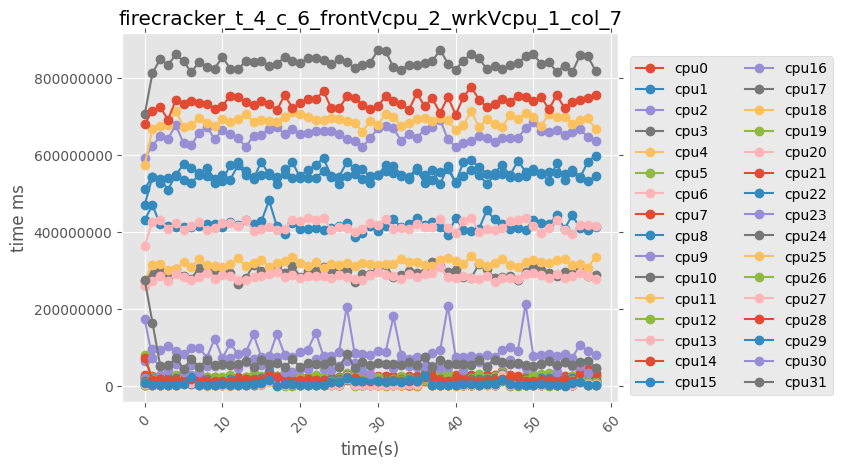 firecracker_t_4_c_6_frontVcpu_2_wrkVcpu_1_col_7
time ms
800000000
600000000
400000000
200000000
0
0
10
20
30
40
50
60
time(s)
cpu0
cpu1
cpu2
cpu3
cpu4
cpu5
cpu6
cpu7
cpu8
cpu9
cpu10
cpu11
cpu12
cpu13
cpu14
cpu15
cpu16
cpu17
cpu18
cpu19
cpu20
cpu21
cpu22
cpu23
cpu24
cpu25
cpu26
cpu27
cpu28
cpu29
cpu30
cpu31